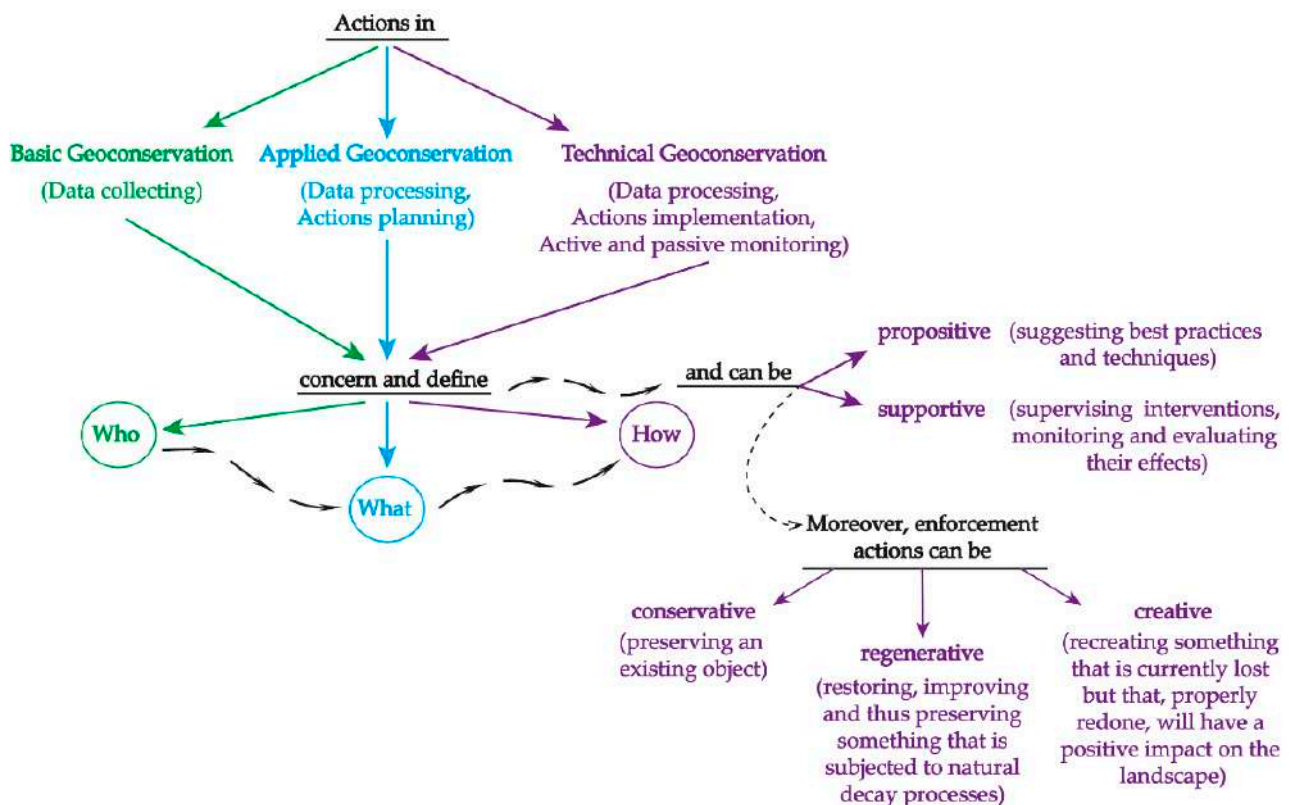 Actions in
Basic Geoconservation
(Data collecting)
Applied Geoconservation
(Data processing,
Actions planning)
Technical Geoconservation
(Data processing,
Actions implementation,
Active and passive monitoring)
concern and define
Who
What
How
and can be
propositive (suggesting best practices
and techniques)
supportive (supervising interventions,
monitoring and evaluating
their effects)
Moreover, enforcement
actions can be
conservative
(preserving an
existing object)
regenerative
(restoring, improving
and thus preserving
something that is
subjected to natural
decay processes)
creative
(recreating something
that is currently lost
but that, properly
redone, will have a
positive impact on the
landscape)